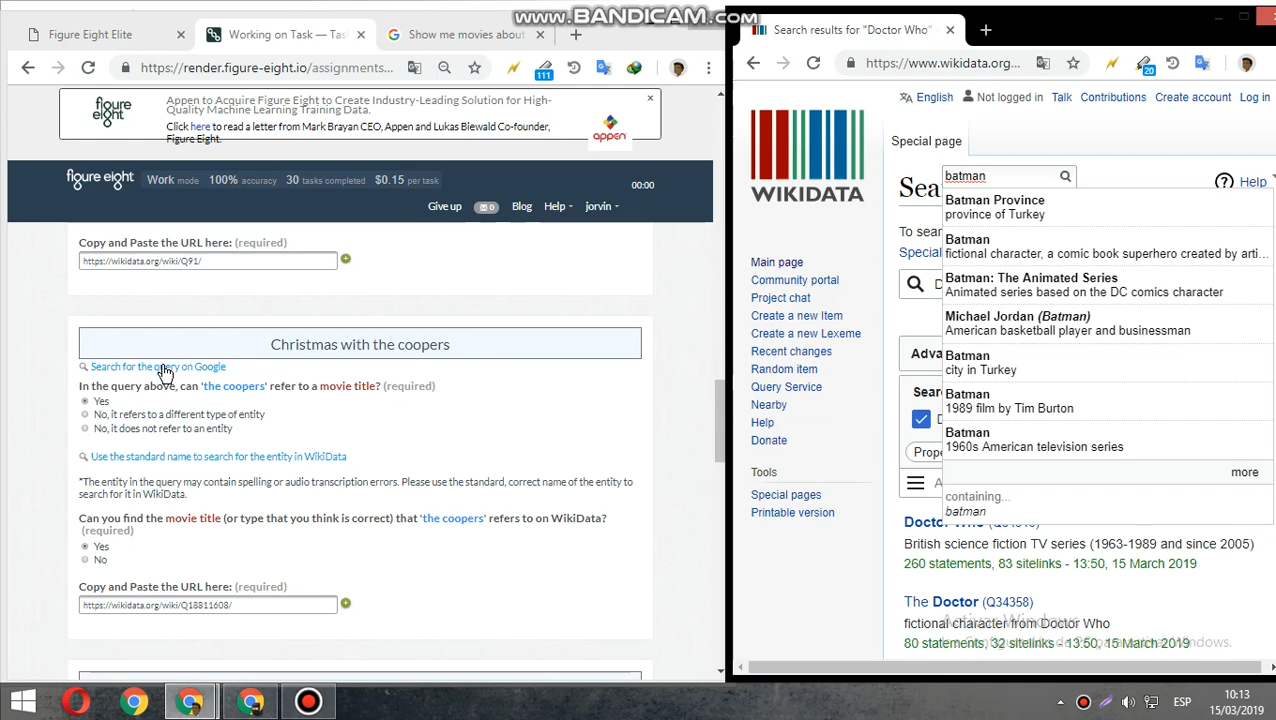 www.BANDICAM.com
Figure Eight Elite
Working on Task — Tas
Show me movies about
Search results for "Doctor Who"
https://render.figure-eight.io/assignments...
111
https://www.wikidata.org...
20
figure eight
Appen to Acquire Figure Eight to Create Industry-Leading Solution for High-
Quality Machine Learning Training Data.
Click here to read a letter from Mark Brayan CEO, Appen and Lukas Biewald Co-founder,
Figure Eight.
appen
figure eight
Work mode 100% accuracy 30 tasks completed $0.15 per task
00:00
Give up
0
Blog
Help
jorvin
Copy and Paste the URL here: (required)
https://wikidata.org/wiki/Q91/
Christmas with the coopers
Search for the query on Google
In the query above, can 'the coopers' refer to a movie title? (required)
Yes
No, it refers to a different type of entity
No, it does not refer to an entity
Use the standard name to search for the entity in WikiData
*The entity in the query may contain spelling or audio transcription errors. Please use the standard, correct name of the entity to
search for it in WikiData.
Can you find the movie title (or type that you think is correct) that 'the coopers' refers to on WikiData?
(required)
Yes
No
Copy and Paste the URL here: (required)
https://wikidata.org/wiki/Q18811608/
English
Not logged in
Talk
Contributions
Create account
Log in
WIKIDATA
Main page
Community portal
Project chat
Create a new Item
Create a new Lexeme
Recent changes
Random item
Query Service
Nearby
Help
Donate
Tools
Special pages
Printable version
Special page
batman
Sea
Help
To sear
Special
Adva
Searc
Prope
Batman Province
province of Turkey
Batman
fictional character, a comic book superhero created by arti...
Batman: The Animated Series
Animated series based on the DC comics character
Michael Jordan (Batman)
American basketball player and businessman
Batman
city in Turkey
Batman
1989 film by Tim Burton
Batman
1960s American television series
more
containing...
batman
British science fiction TV series (1963-1989 and since 2005)
260 statements, 83 sitelinks - 13:50, 15 March 2019
The Doctor (Q34358)
fictional character from Doctor Who
80 statements, 32 sitelinks - 13:50, 15 March 2019
ESP
10:13
15/03/2019